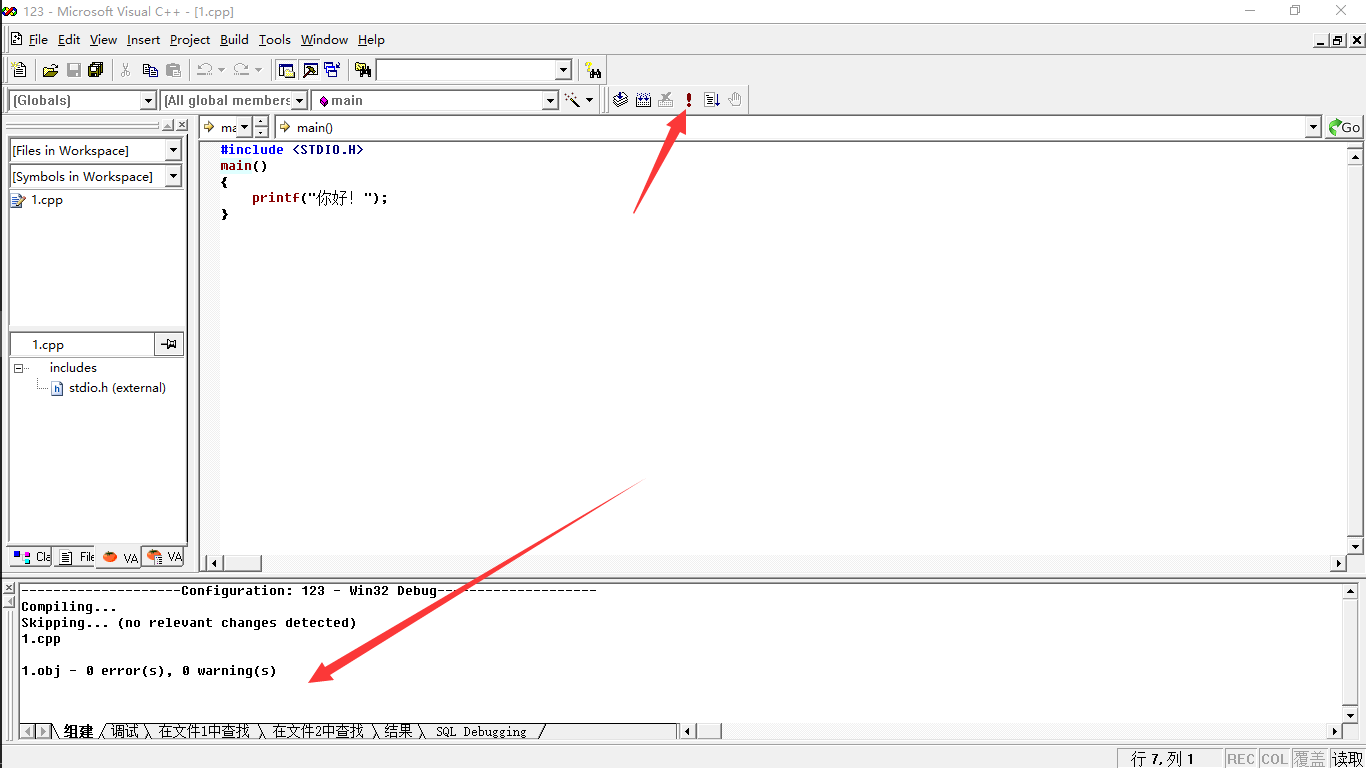 123 - Microsoft Visual C++ - [1.cpp]
File Edit View Insert Project Build Tools Window Help
(Globals) (All global members main
ma main() Go
[Files in Workspace]
[Symbols in Workspace]
1.cpp
#include <STDIO.H>
main()
{
printf("你好! ");
}
1.cpp
includes
stdio.h (external)
Cla File VA VA
--------------------Configuration: 123 - Win32 Debug--------------------
Compiling...
Skipping... (no relevant changes detected)
1.cpp
1.obj - 0 error(s), 0 warning(s)
组建 调试 在文件1中查找 在文件2中查找 结果 SQL Debugging
行 7, 列 1 REC COL 覆盖 读取